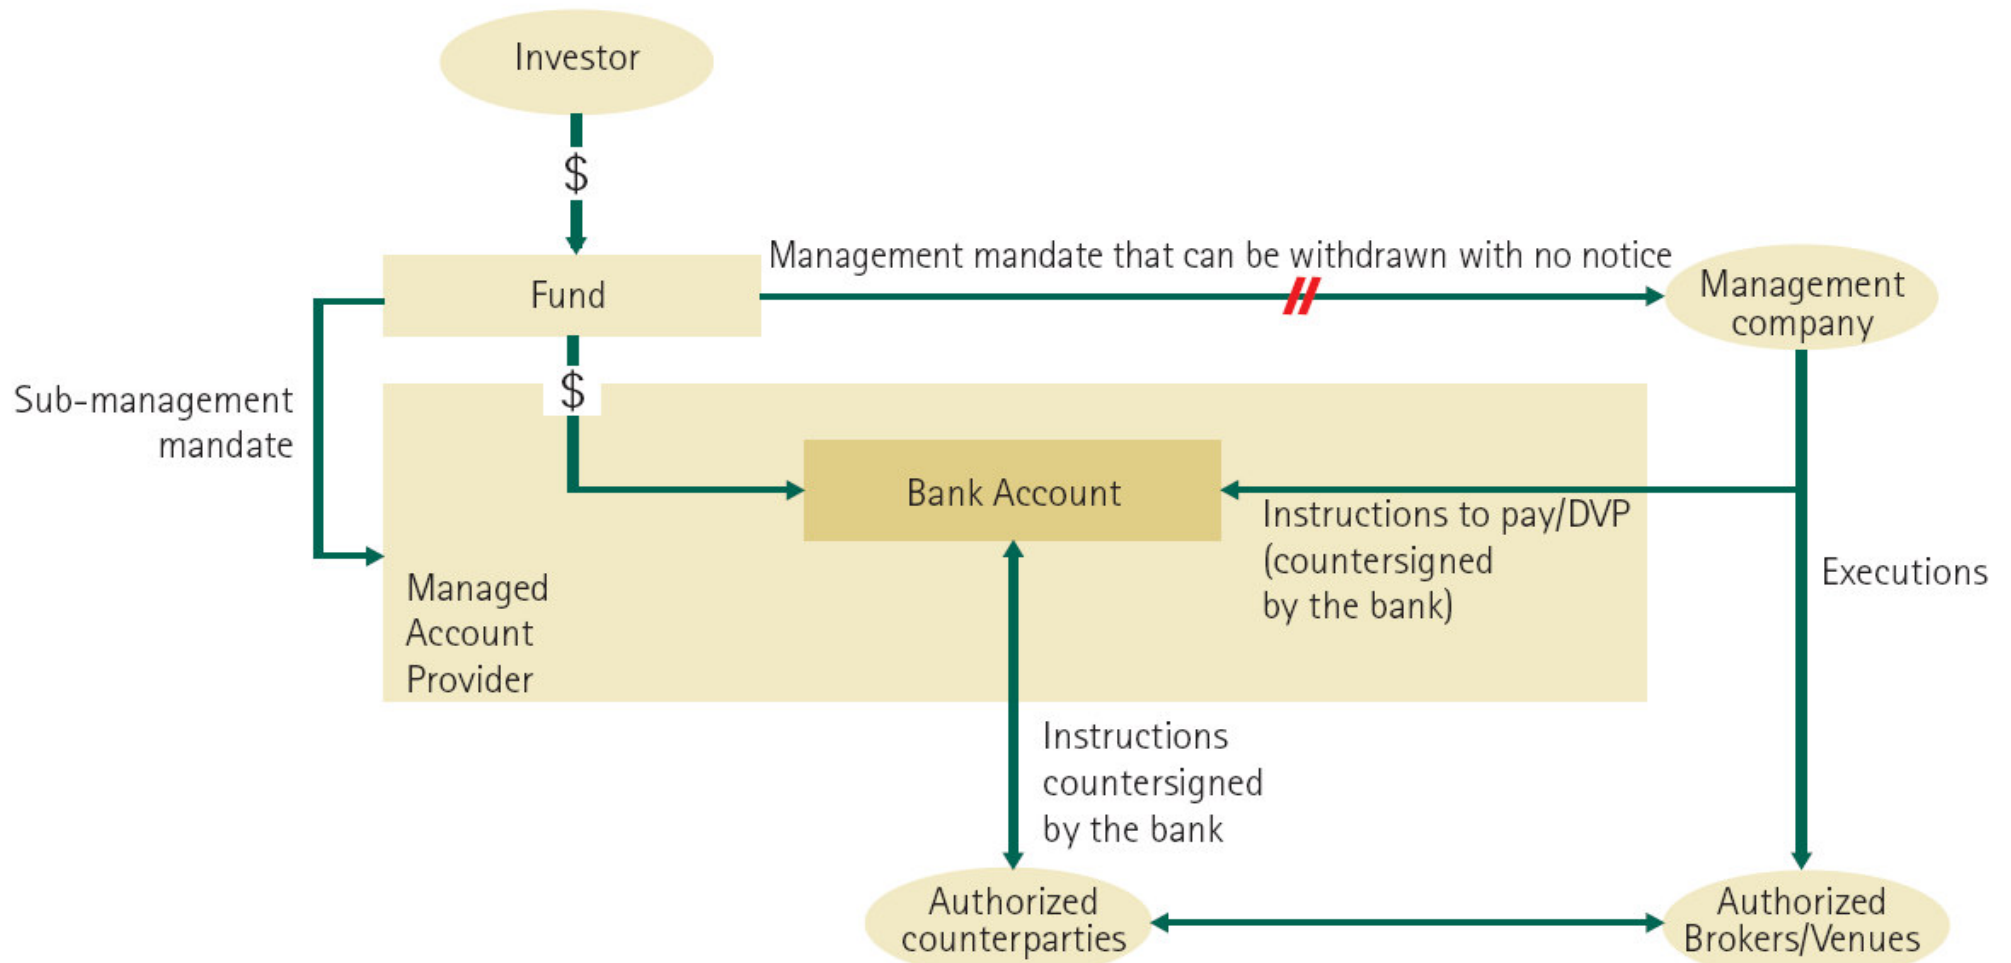 Investor
$
Management mandate that can be withdrawn with no notice
Fund
Management
company
$
Sub-management
mandate
Bank Account
Instructions to pay/DVP
(countersigned
by the bank)
Executions
Managed
Account
Provider
Instructions
countersigned
by the bank
Authorized
counterparties
Authorized
Brokers/Venues